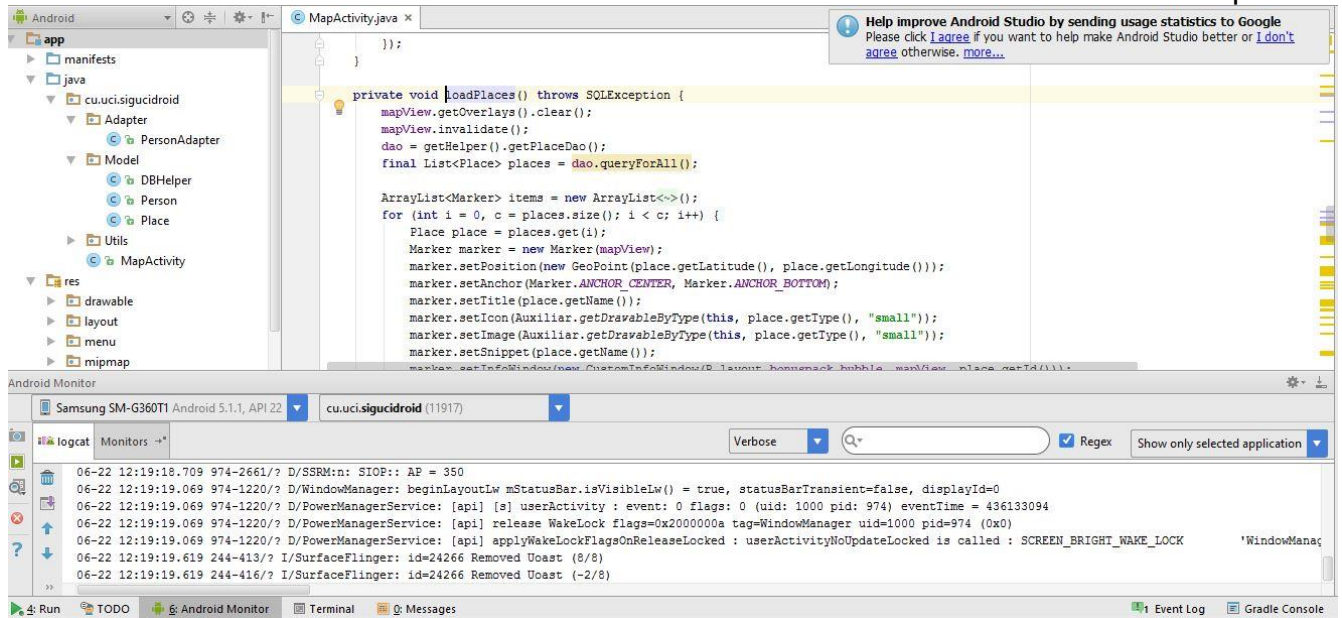 Android
MapActivity.java ×
app
manifests
java
cu.uci.sigucidroid
Adapter
PersonAdapter
Model
DBHelper
Person
Place
Utils
MapActivity
res
drawable
layout
menu
mipmap
});
}
private void loadPlaces() throws SQLException {
mapView.getOverlays().clear();
mapView.invalidate();
dao = getHelper().getPlaceDao();
final List<Place> places = dao.queryForAll();
ArrayList<Marker> items = new ArrayList<~>();
for (int i = 0, c = places.size(); i < c; i++) {
Place place = places.get(i);
Marker marker = new Marker(mapView);
marker.setPosition(new GeoPoint(place.getLatitude(), place.getLongitude()));
marker.setAnchor(Marker.ANCHOR_CENTER, Marker.ANCHOR_BOTTOM);
marker.setTitle(place.getName());
marker.setIcon(Auxiliar.getDrawableByType(this, place.getType(), "small"));
marker.setImage(Auxiliar.getDrawableByType(this, place.getType(), "small"));
marker.setSnippet(place.getName());
marker.setInfoWindow(new CustomInfoWindow(R.layout.bonuspack_bubble, mapView, place.getId()));
Help improve Android Studio by sending usage statistics to Google
Please click I agree if you want to help make Android Studio better or I don't
agree otherwise. more...
Android Monitor
Samsung SM-G360T1 Android 5.1.1, API 22
cu.uci.sigucidroid (11917)
logcat Monitors
Verbose
Regex
Show only selected application
06-22 12:19:18.709 974-2661/? D/SSRM:n: SIOP:: AP = 350
06-22 12:19:19.069 974-1220/? D/WindowManager: beginLayoutLw mStatusBar.isVisibleLw() = true, statusBarTransient=false, displayId=0
06-22 12:19:19.069 974-1220/? D/PowerManagerService: [api] [s] userActivity : event: 0 flags: 0 (uid: 1000 pid: 974) eventTime = 436133094
06-22 12:19:19.069 974-1220/? D/PowerManagerService: [api] release WakeLock flags=0x2000000a tag=WindowManager uid=1000 pid=974 (0x0)
06-22 12:19:19.069 974-1220/? D/PowerManagerService: [api] applyWakeLockFlagsOnReleaseLocked : userActivityNoUpdateLocked is called : SCREEN_BRIGHT_WAKE_LOCK 'WindowManag
06-22 12:19:19.619 244-413/? I/SurfaceFlinger: id=24266 Removed Uoast (8/8)
06-22 12:19:19.619 244-416/? I/SurfaceFlinger: id=24266 Removed Uoast (-2/8)
4: Run TODO 6: Android Monitor Terminal 0: Messages 1 Event Log Gradle Console